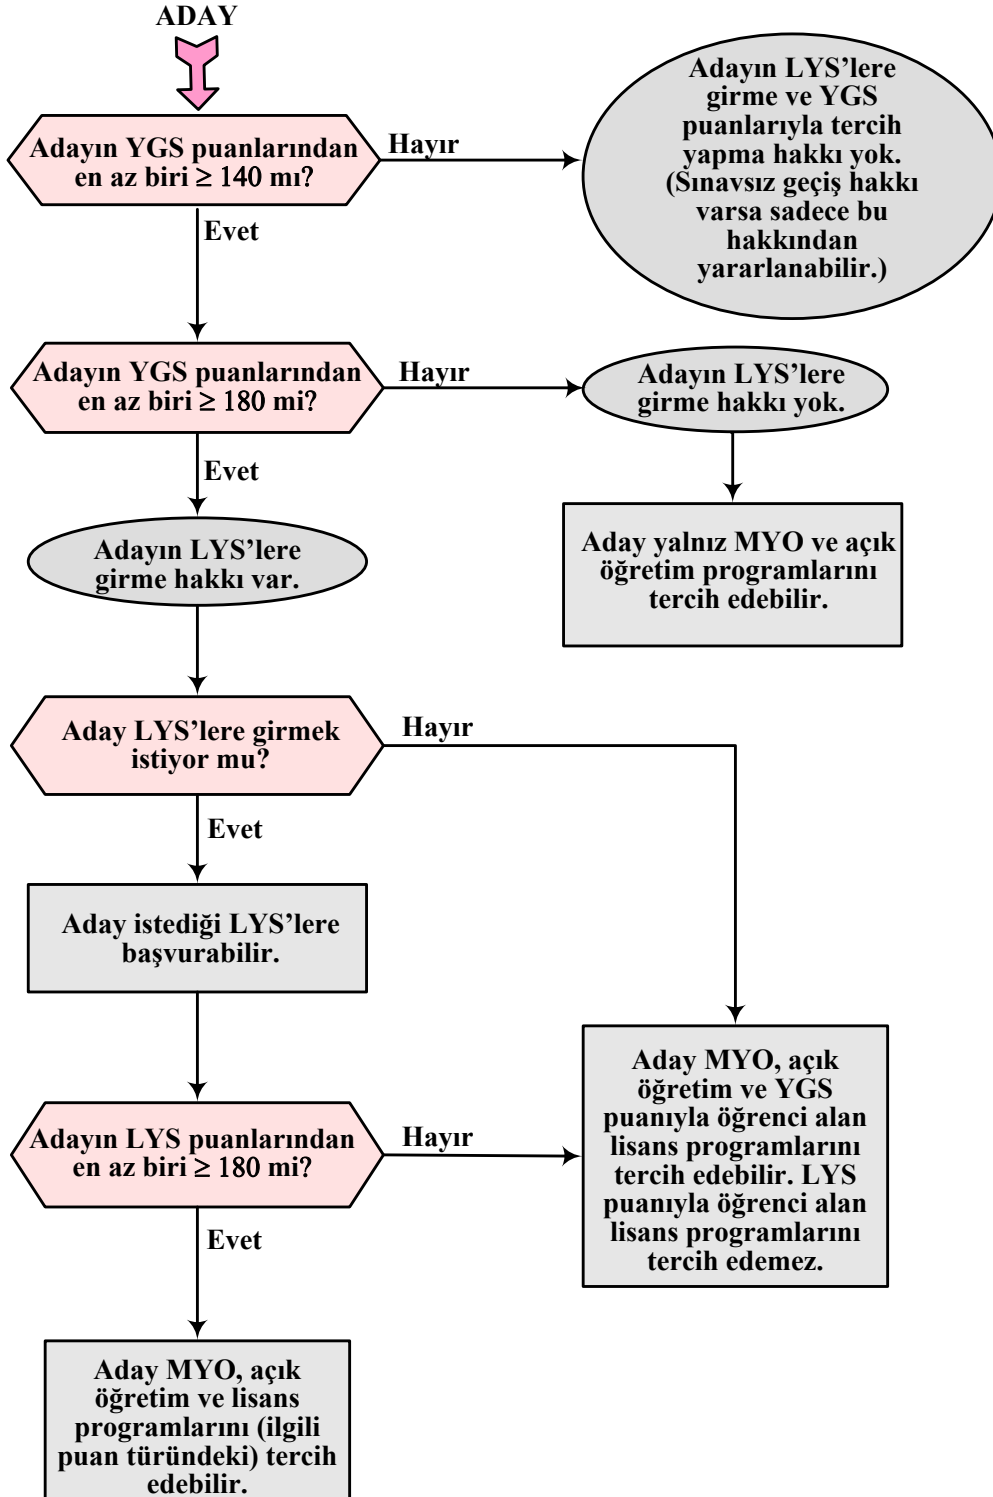 ADAY
Adayın YGS puanlarından
en az biri ≥ 140 mı?
Hayır
Adayın LYS’lere
girme ve YGS
puanlarıyla tercih
yapma hakkı yok.
(Sınavsız geçiş hakkı
varsa sadece bu
hakkından
yararlanabilir.)
Evet
Adayın YGS puanlarından
en az biri ≥ 180 mi?
Hayır
Adayın LYS’lere
girme hakkı yok.
Evet
Aday yalnız MYO ve açık
öğretim programlarını
tercih edebilir.
Adayın LYS’lere
girme hakkı var.
Aday LYS’lere girmek
istiyor mu?
Hayır
Evet
Aday istediği LYS’lere
başvurabilir.
Adayın LYS puanlarından
en az biri ≥ 180 mi?
Hayır
Aday MYO, açık
öğretim ve YGS
puanıyla öğrenci alan
lisans programlarını
tercih edebilir. LYS
puanıyla öğrenci alan
lisans programlarını
tercih edemez.
Evet
Aday MYO, açık
öğretim ve lisans
programlarını (ilgili
puan türündeki) tercih
edebilir.